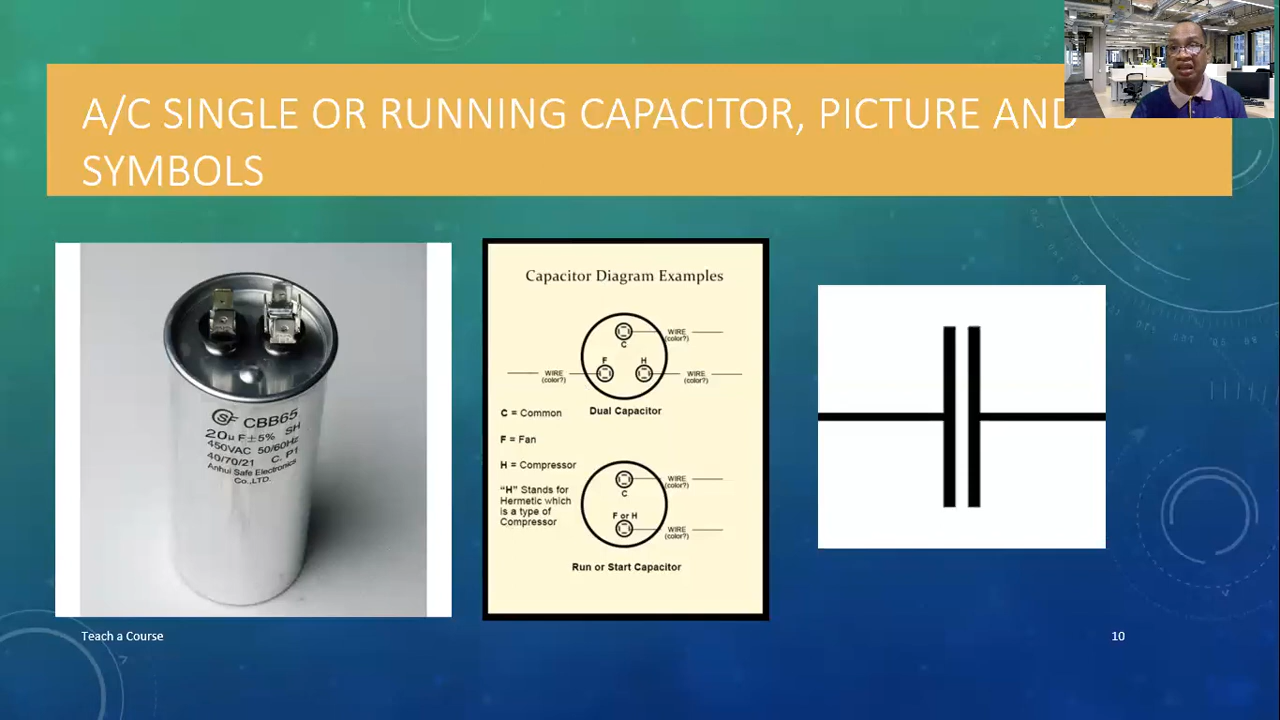 A/C SINGLE OR RUNNING CAPACITOR, PICTURE AND
SYMBOLS
SF CBB65
20μF±5% SH
450VAC 50/60Hz
40/70/21 C. P1
Anhui Safe Electronics
Co.,LTD.
Capacitor Diagram Examples
WIRE
(color?)
C
F
H
WIRE
(color?)
WIRE
(color?)
Dual Capacitor
C = Common
F = Fan
H = Compressor
"H" Stands for
Hermetic which
is a type of
Compressor
WIRE
(color?)
C
F or H
WIRE
(color?)
Run or Start Capacitor
Teach a Course
10